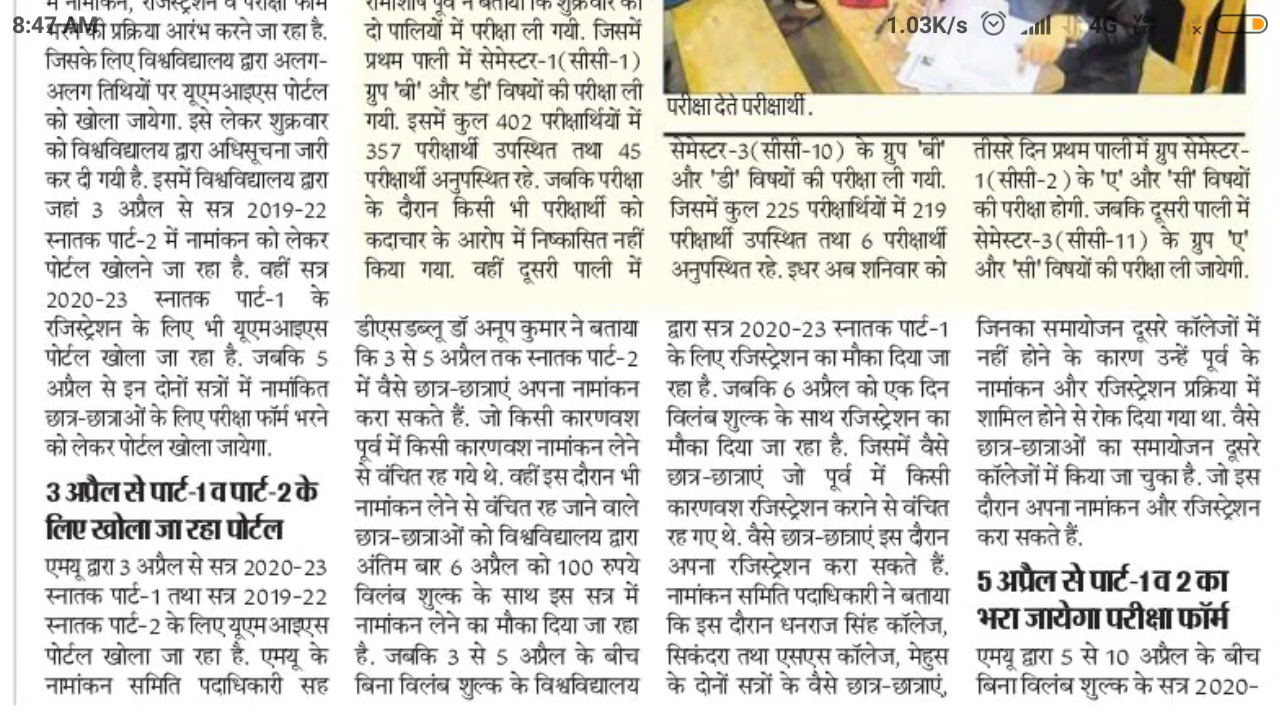 8:47 AM
1.03K/s
4G
में नामांकन, रजिस्ट्रेशन व परीक्षा फॉर्म
की प्रक्रिया आरंभ करने जा रहा है.
जिसके लिए विश्वविद्यालय द्वारा अलग-
अलग तिथियों पर यूएमआइएस पोर्टल
को खोला जायेगा. इसे लेकर शुक्रवार
को विश्वविद्यालय द्वारा अधिसूचना जारी
कर दी गयी है. इसमें विश्वविद्यालय द्वारा
जहां 3 अप्रैल से सत्र 2019-22
स्नातक पार्ट-2 में नामांकन को लेकर
पोर्टल खोलने जा रहा है. वहीं सत्र
2020-23 स्नातक पार्ट-1 के
रजिस्ट्रेशन के लिए भी यूएमआइएस
पोर्टल खोला जा रहा है. जबकि 5
अप्रैल से इन दोनों सत्रों में नामांकित
छात्र-छात्राओं के लिए परीक्षा फॉर्म भरने
को लेकर पोर्टल खोला जायेगा.
3 अप्रैल से पार्ट-1 व पार्ट-2 के
लिए खोला जा रहा पोर्टल
एमयू द्वारा 3 अप्रैल से सत्र 2020-23
स्नातक पार्ट-1 तथा सत्र 2019-22
स्नातक पार्ट-2 के लिए यूएमआइएस
पोर्टल खोला जा रहा है. एमयू के
नामांकन समिति पदाधिकारी सह
पूर्वे ने बताया कि शुक्रवार को
दो पालियों में परीक्षा ली गयी. जिसमें
प्रथम पाली में सेमेस्टर-1(सीसी-1)
ग्रुप 'बी' और 'डी' विषयों की परीक्षा ली
गयी. इसमें कुल 402 परीक्षार्थियों में
357 परीक्षार्थी उपस्थित तथा 45
परीक्षार्थी अनुपस्थित रहे. जबकि परीक्षा
के दौरान किसी भी परीक्षार्थी को
कदाचार के आरोप में निष्कासित नहीं
किया गया. वहीं दूसरी पाली में
परीक्षा देते परीक्षार्थी.
सेमेस्टर-3(सीसी-10) के ग्रुप 'बी'
और 'डी' विषयों की परीक्षा ली गयी.
जिसमें कुल 225 परीक्षार्थियों में 219
परीक्षार्थी उपस्थित तथा 6 परीक्षार्थी
अनुपस्थित रहे. इधर अब शनिवार को
तीसरे दिन प्रथम पाली में ग्रुप सेमेस्टर-
1(सीसी-2) के 'ए' और 'सी' विषयों
की परीक्षा होगी. जबकि दूसरी पाली में
सेमेस्टर-3(सीसी-11) के ग्रुप 'ए'
और 'सी' विषयों की परीक्षा ली जायेगी.
डीएसडब्लू डॉ अनूप कुमार ने बताया
कि 3 से 5 अप्रैल तक स्नातक पार्ट-2
में वैसे छात्र-छात्राएं अपना नामांकन
करा सकते हैं. जो किसी कारणवश
पूर्व में किसी कारणवश नामांकन लेने
से वंचित रह गये थे. वहीं इस दौरान भी
नामांकन लेने से वंचित रह जाने वाले
छात्र-छात्राओं को विश्वविद्यालय द्वारा
अंतिम बार 6 अप्रैल को 100 रुपये
विलंब शुल्क के साथ इस सत्र में
नामांकन लेने का मौका दिया जा रहा
है. जबकि 3 से 5 अप्रैल के बीच
बिना विलंब शुल्क के विश्वविद्यालय
द्वारा सत्र 2020-23 स्नातक पार्ट-1
के लिए रजिस्ट्रेशन का मौका दिया जा
रहा है. जबकि 6 अप्रैल को एक दिन
विलंब शुल्क के साथ रजिस्ट्रेशन का
मौका दिया जा रहा है. जिसमें वैसे
छात्र-छात्राएं जो पूर्व में किसी
कारणवश रजिस्ट्रेशन कराने से वंचित
रह गए थे. वैसे छात्र-छात्राएं इस दौरान
अपना रजिस्ट्रेशन करा सकते हैं.
नामांकन समिति पदाधिकारी ने बताया
कि इस दौरान धनराज सिंह कॉलेज,
सिकंदरा तथा एसएस कॉलेज, मेहुस
के दोनों सत्रों के वैसे छात्र-छात्राएं,
जिनका समायोजन दूसरे कॉलेजों में
नहीं होने के कारण उन्हें पूर्व के
नामांकन और रजिस्ट्रेशन प्रक्रिया में
शामिल होने से रोक दिया गया था. वैसे
छात्र-छात्राओं का समायोजन दूसरे
कॉलेजों में किया जा चुका है. जो इस
दौरान अपना नामांकन और रजिस्ट्रेशन
करा सकते हैं.
5 अप्रैल से पार्ट-1 व 2 का
भरा जायेगा परीक्षा फॉर्म
एमयू द्वारा 5 से 10 अप्रैल के बीच
बिना विलंब शुल्क के सत्र 2020-